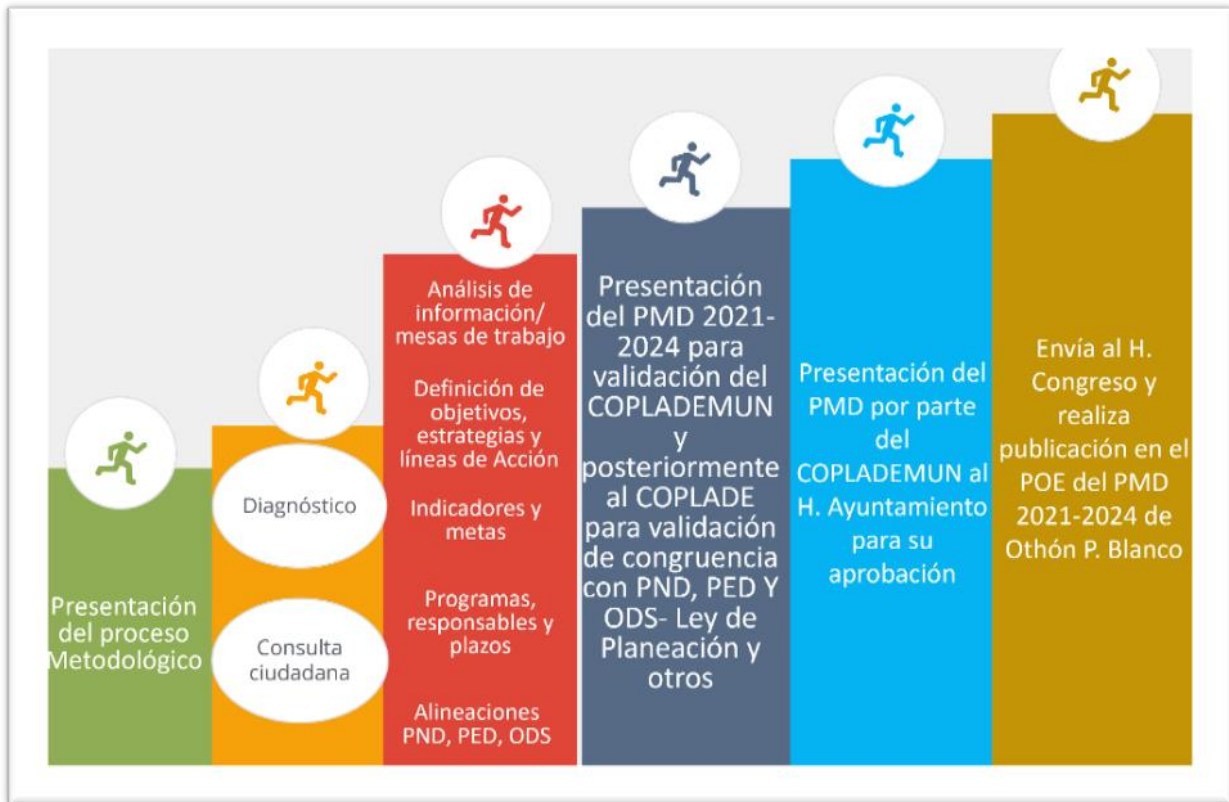 Presentación
del proceso
Metodológico
Diagnóstico
Consulta
ciudadana
Análisis de
información/
mesas de trabajo
Definición de
objetivos,
estrategias y
líneas de Acción
Indicadores y
metas
Programas,
responsables y
plazos
Alineaciones
PND, PED, ODS
Presentación
del PMD 2021-
2024 para
validación del
COPLADEMUN
y
posteriormente
al COPLADE
para validación
de congruencia
con PND, PED Y
ODS- Ley de
Planeación y
otros
Presentación del
PMD por parte
del
COPLADEMUN al
H. Ayuntamiento
para su
aprobación
Envía al H.
Congreso y
realiza
publicación en el
POE del PMD
2021-2024 de
Othón P. Blanco